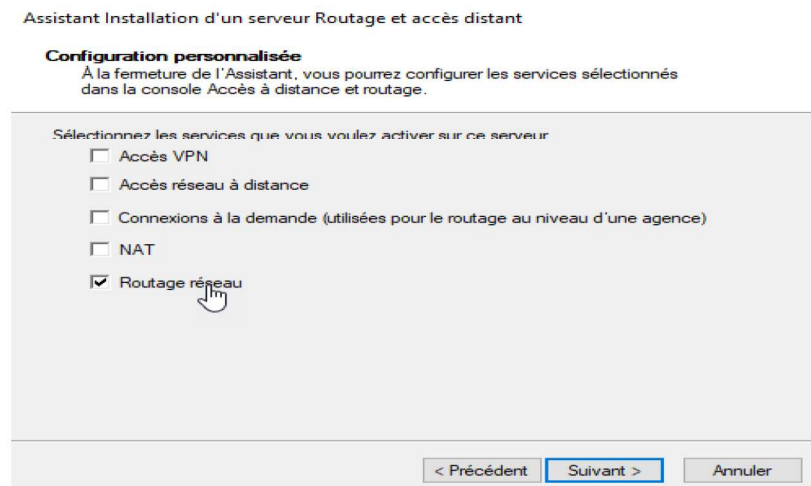 Assistant Installation d'un serveur Routage et accès distant
Configuration personnalisée
À la fermeture de l'Assistant, vous pourrez configurer les services sélectionnés
dans la console Accès à distance et routage.
Sélectionnez les services que vous voulez activer sur ce serveur
Accès VPN
Accès réseau à distance
Connexions à la demande (utilisées pour le routage au niveau d'une agence)
NAT
Routage réseau
< Précédent
Suivant >
Annuler